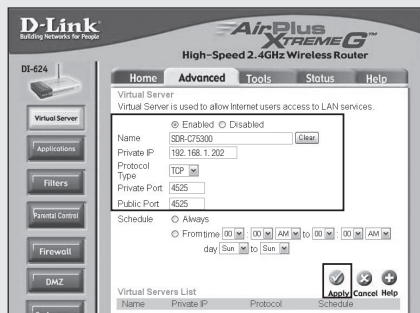 D-Link
Building Networks for People
AirPlus
XTREME G™
High-Speed 2.4GHz Wireless Router
DI-624
Home Advanced Tools Status Help
Virtual Server
Applications
Filters
Parental Control
Firewall
DMZ
Virtual Server
Virtual Server is used to allow Internet users access to LAN services.
Enabled Disabled
Name SDR-C75300 Clear
Private IP 192.168.1.202
Protocol Type TCP
Private Port 4525
Public Port 4525
Schedule Always
From time 00 : 00 AM to 00 : 00 AM
day Sun to Sun
Apply Cancel Help
Virtual Servers List
Name Private IP Protocol Schedule